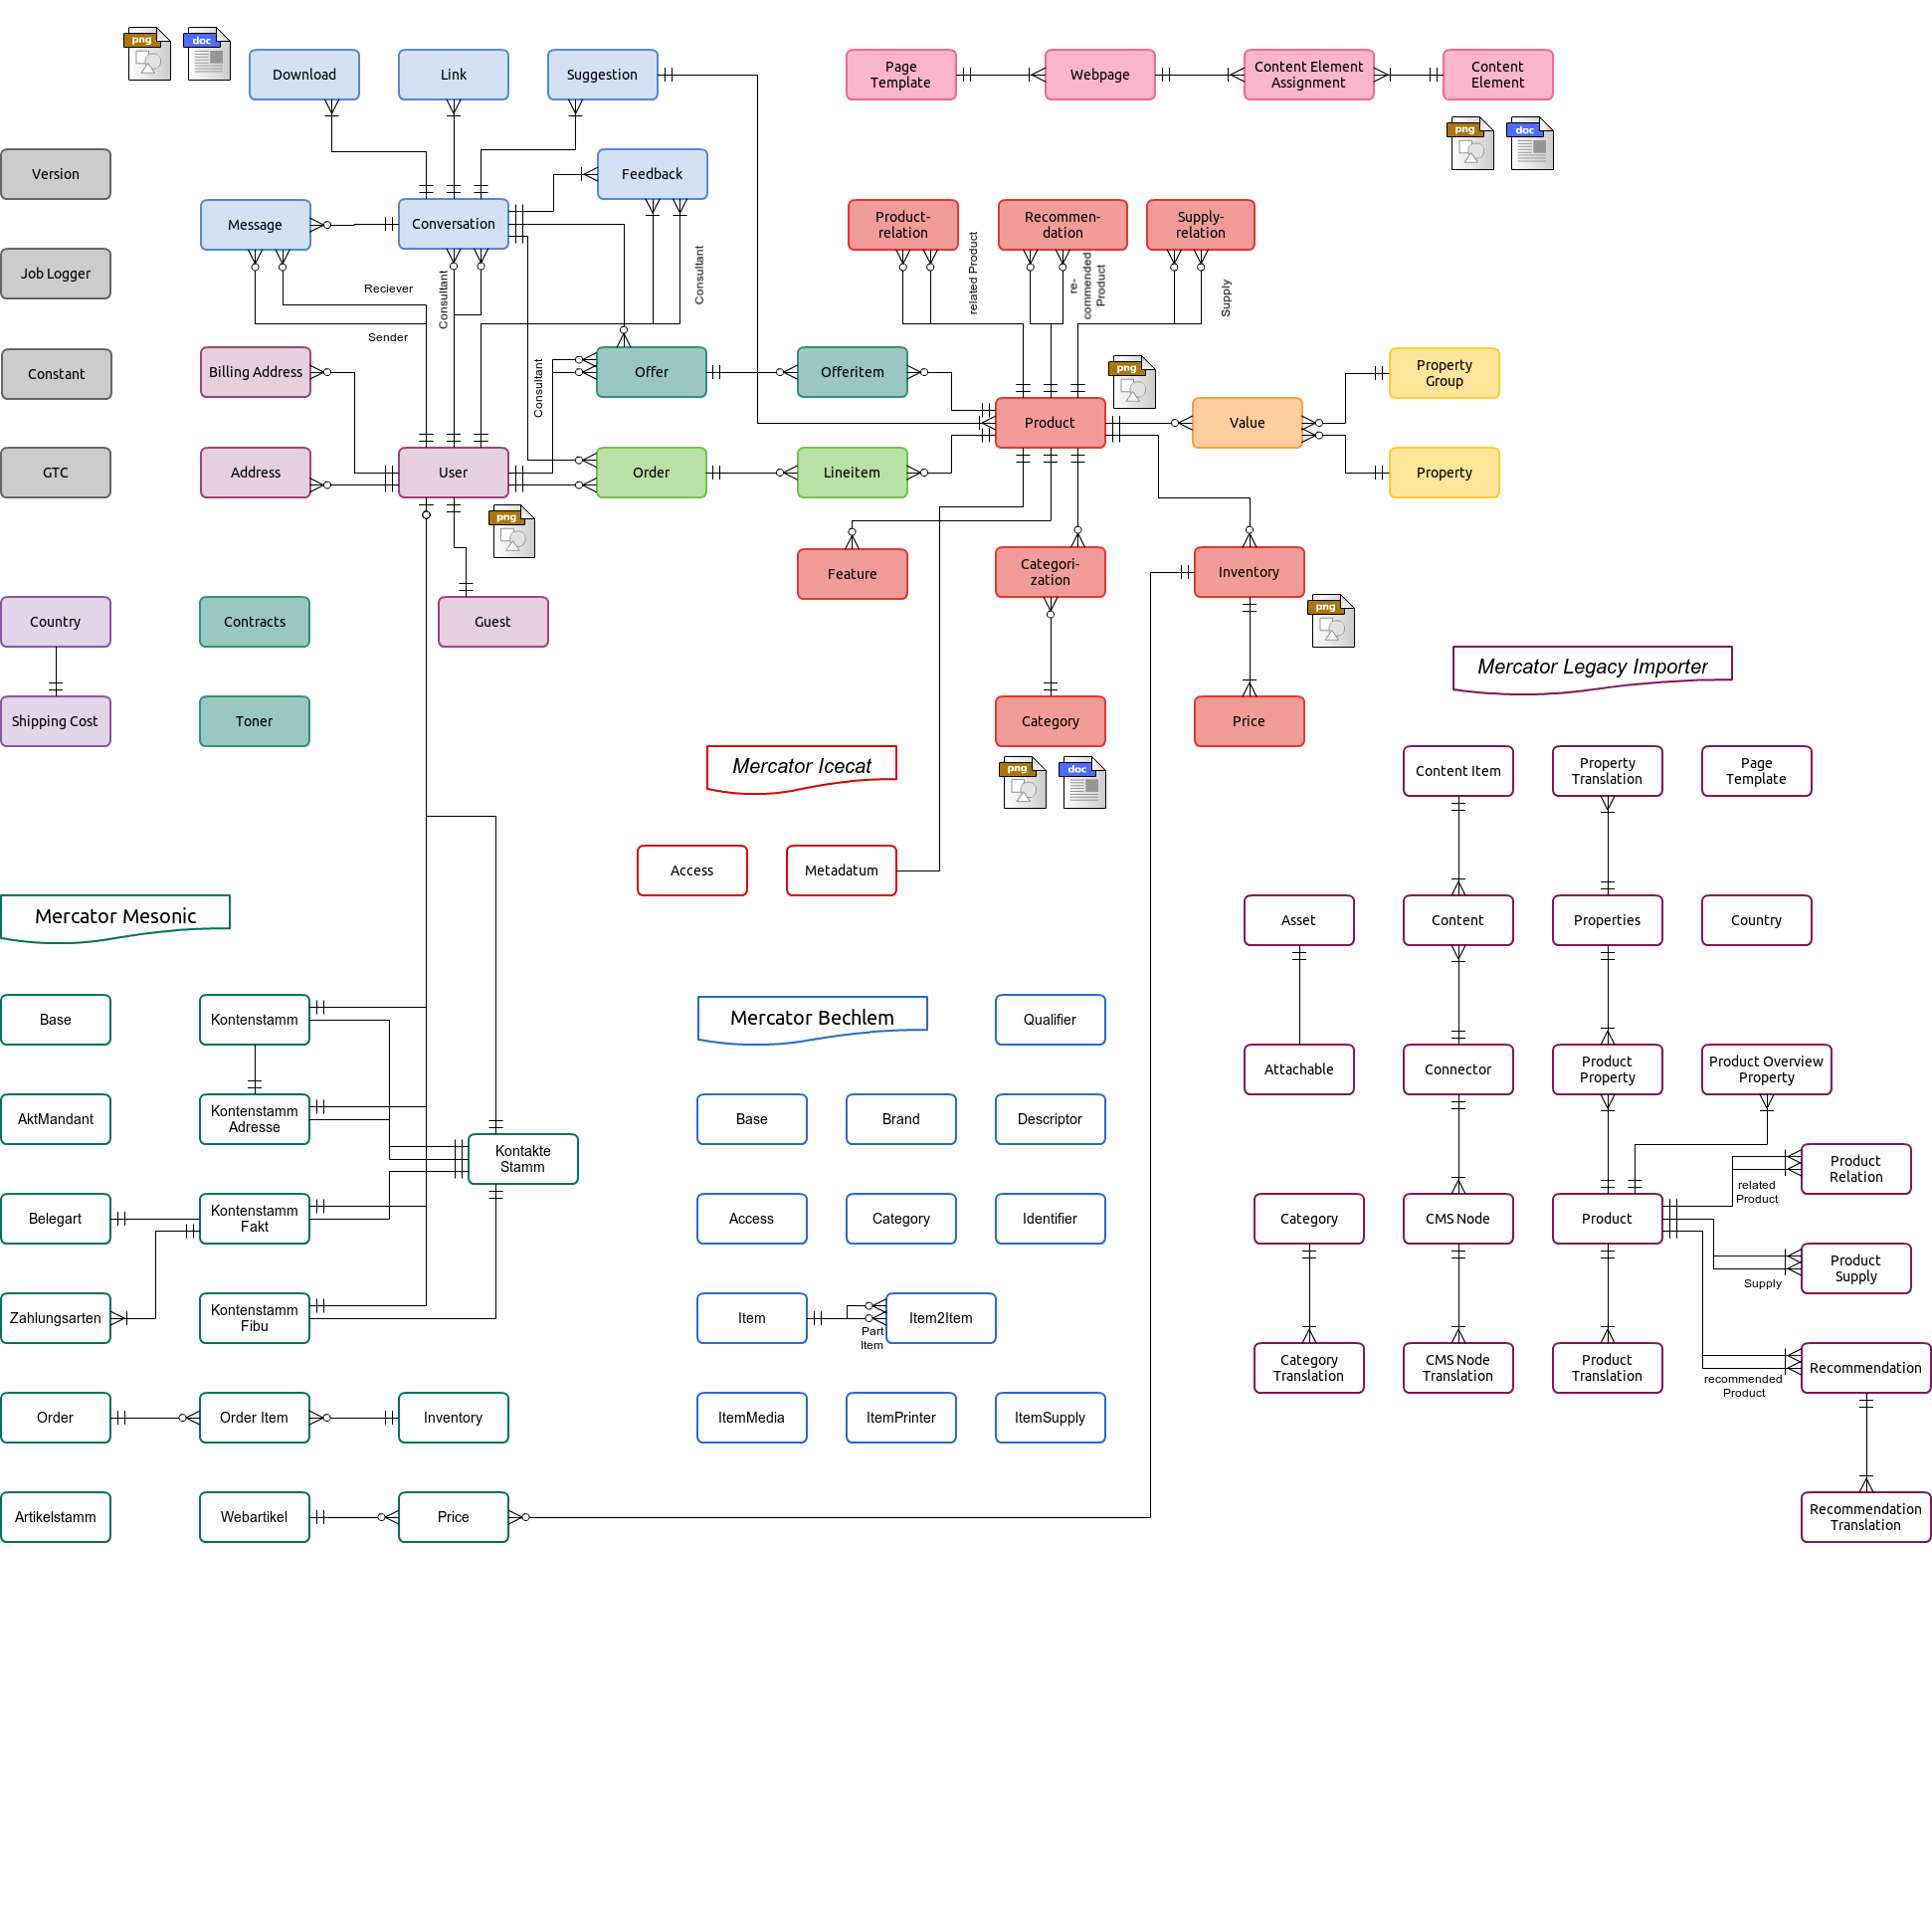 png
doc
Download
Link
Suggestion
Page
Template
Webpage
Content Element
Assignment
Content
Element
png
doc
Version
Feedback
Message
Conversation
Product-
relation
Recommen-
dation
Supply-
relation
Job Logger
Reciever
Sender
Consultant
Consultant
related Product
re-
commended
Product
Supply
Constant
Billing Address
Consultant
Offer
Offeritem
png
Property
Group
Product
Value
GTC
Address
User
Order
Lineitem
Property
png
Feature
Categori-
zation
Inventory
png
Country
Contracts
Guest
Mercator Legacy Importer
Shipping Cost
Toner
Category
Price
Mercator Icecat
png
doc
Content Item
Property
Translation
Page
Template
Access
Metadatum
Mercator Mesonic
Asset
Content
Properties
Country
Base
Kontenstamm
Mercator Bechlem
Qualifier
Attachable
Connector
Product
Property
Product Overview
Property
AktMandant
Kontenstamm
Adresse
Base
Brand
Descriptor
Kontakte
Stamm
Product
Relation
related
Product
Belegart
Kontenstamm
Fakt
Access
Category
Identifier
Category
CMS Node
Product
Product
Supply
Supply
Zahlungsarten
Kontenstamm
Fibu
Item
Part
Item
Item2Item
Category
Translation
CMS Node
Translation
Product
Translation
recommended
Product
Recommendation
Order
Order Item
Inventory
ItemMedia
ItemPrinter
ItemSupply
Artikelstamm
Webartikel
Price
Recommendation
Translation